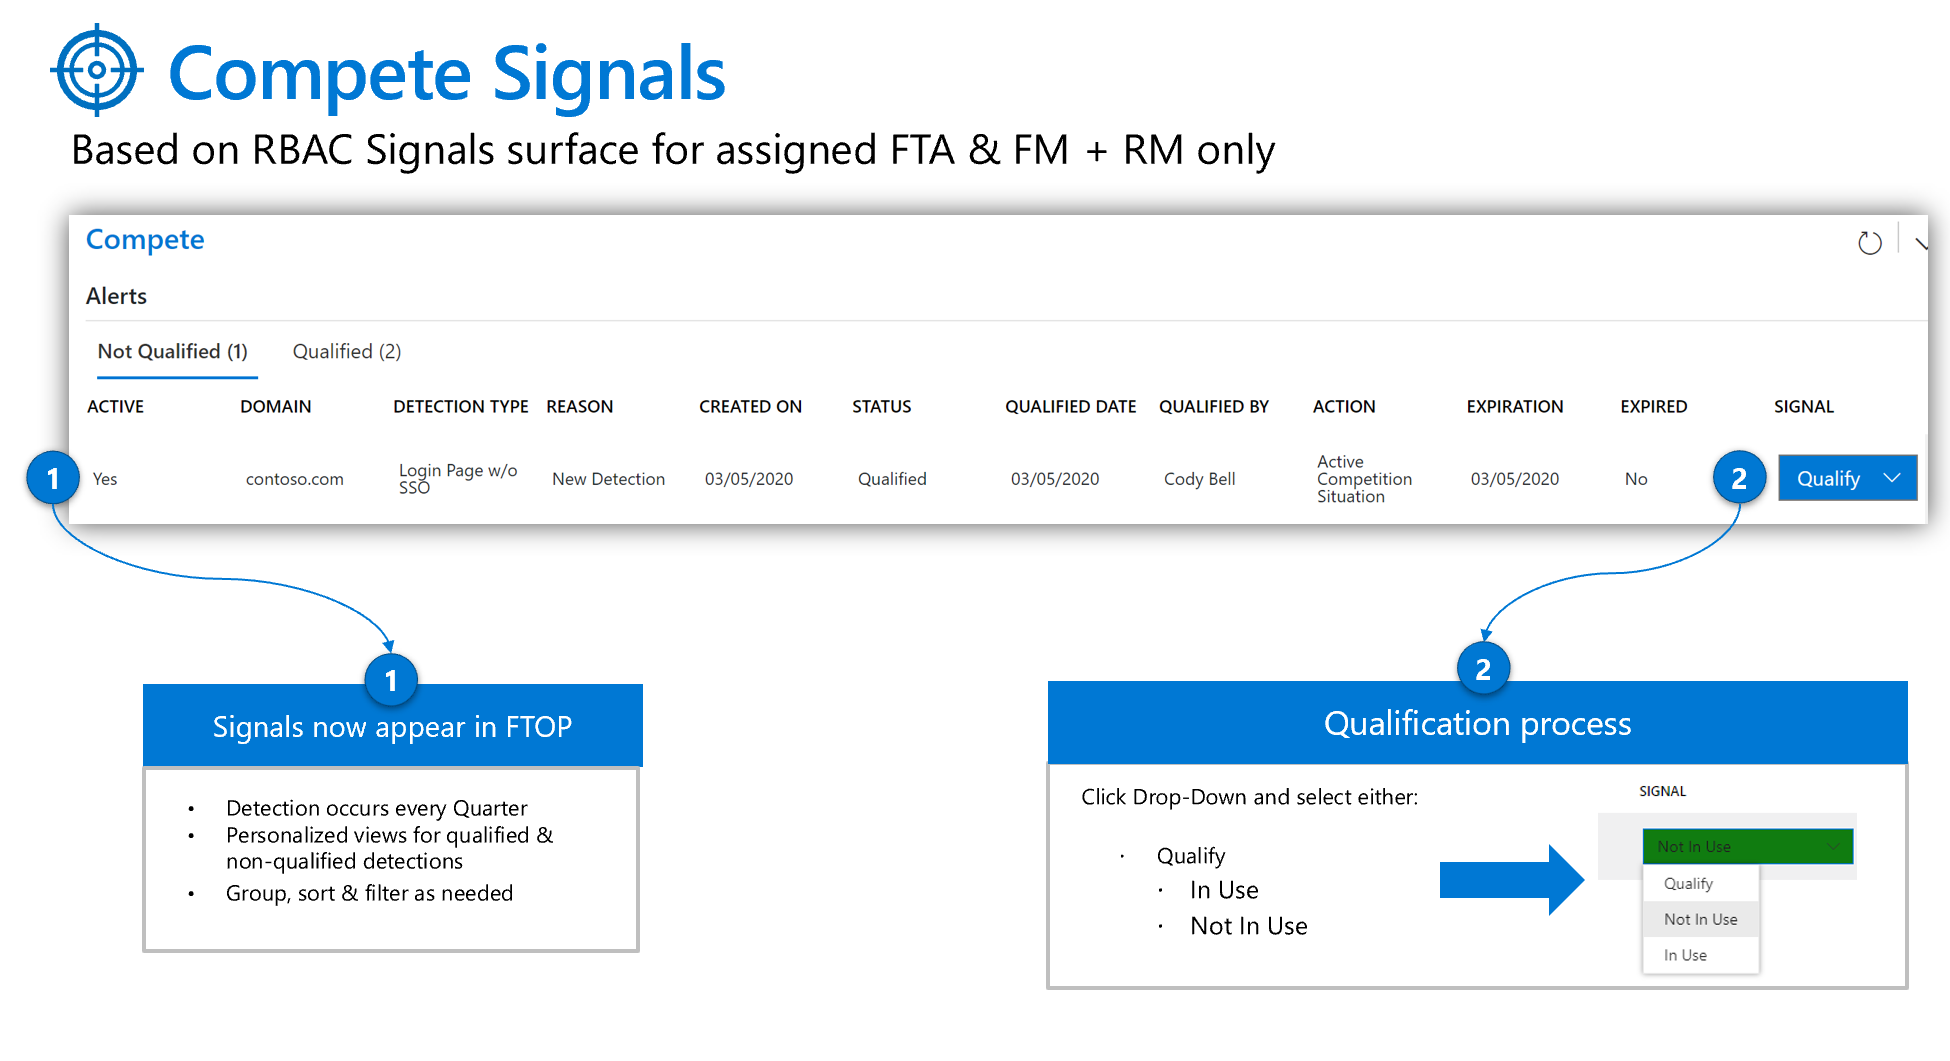 Compete Signals
Based on RBAC Signals surface for assigned FTA & FM + RM only
Compete
Alerts
Not Qualified (1) Qualified (2)
ACTIVE DOMAIN DETECTION TYPE REASON CREATED ON STATUS QUALIFIED DATE QUALIFIED BY ACTION EXPIRATION EXPIRED SIGNAL
1 Yes contoso.com Login Page w/o
SSO New Detection 03/05/2020 Qualified 03/05/2020 Cody Bell Active
Competition
Situation 03/05/2020 No 2 Qualify
1
Signals now appear in FTOP
• Detection occurs every Quarter
• Personalized views for qualified &
non-qualified detections
• Group, sort & filter as needed
2
Qualification process
Click Drop-Down and select either:
· Qualify
· In Use
· Not In Use
SIGNAL
Not In Use
Qualify
Not In Use
In Use